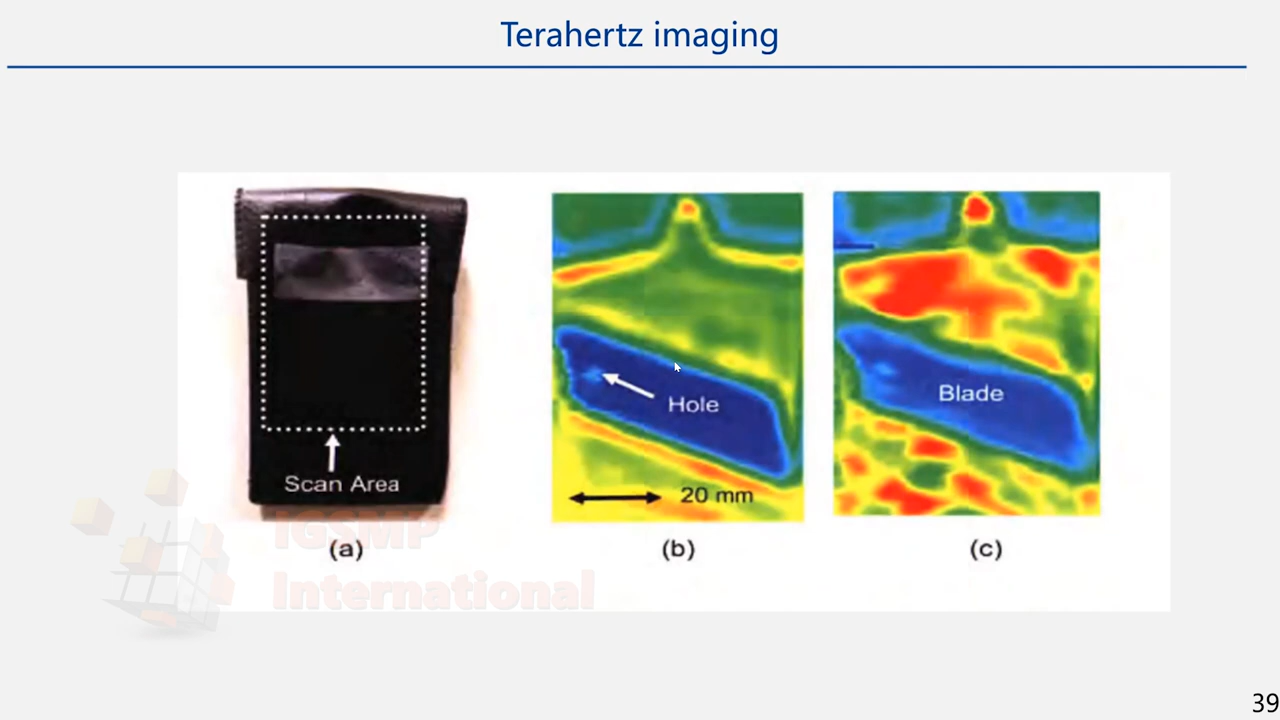 Terahertz imaging
Hole
Blade
Scan Area
20 mm
(a)
(b)
(c)
IGSMP
International
39